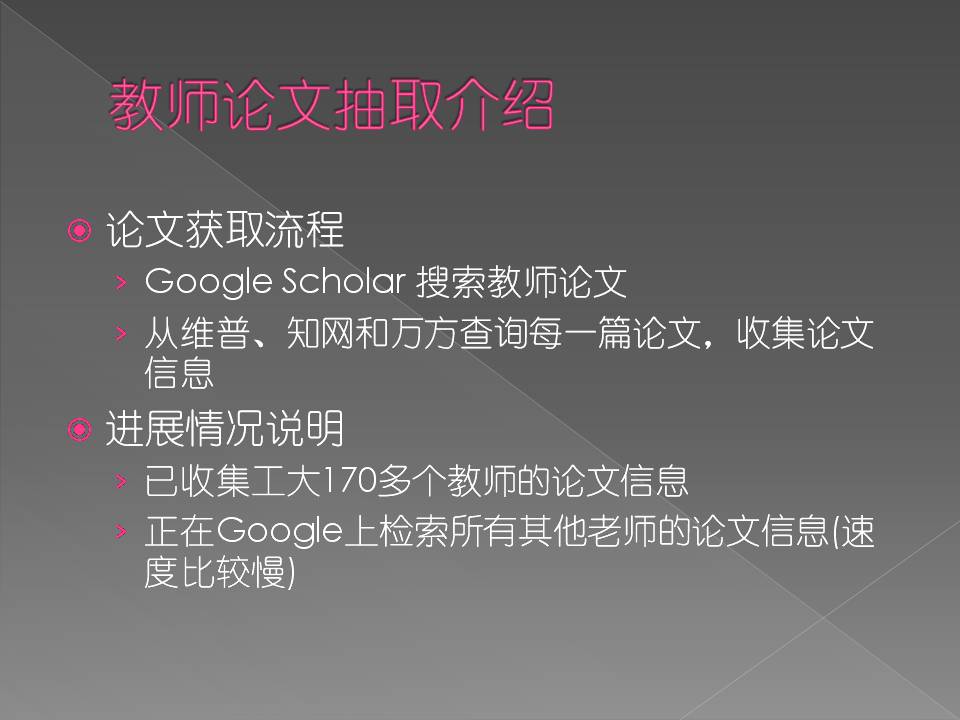 教师论文抽取介绍
论文获取流程
Google Scholar 搜索教师论文
从维普、知网和万方查询每一篇论文，收集论文
信息
进展情况说明
已收集工大170多个教师的论文信息
正在Google上检索所有其他老师的论文信息(速
度比较慢)